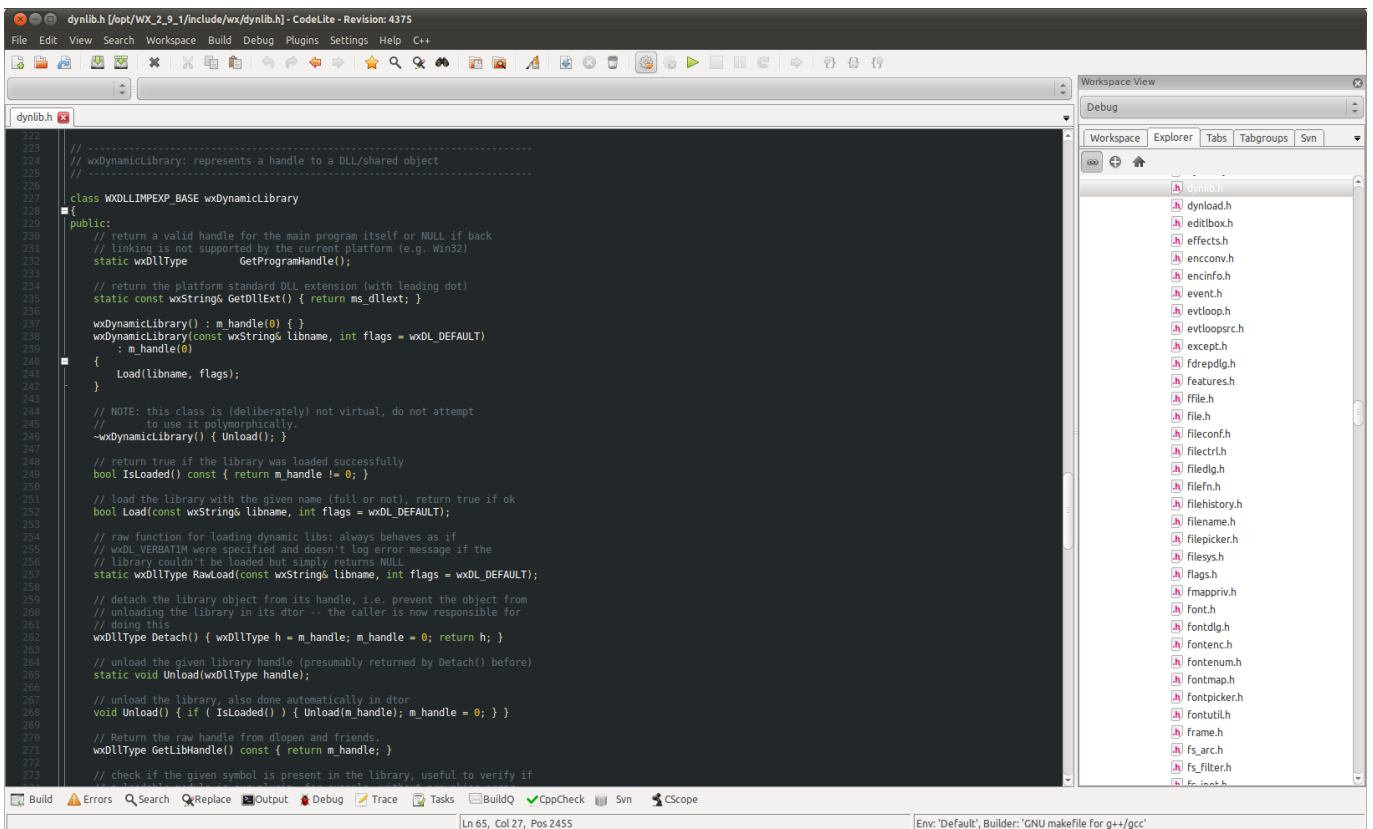 dynlib.h [/opt/WX_2_9_1/include/wx/dynlib.h] - CodeLite - Revision: 4375
File Edit View Search Workspace Build Debug Plugins Settings Help C++
dynlib.h
222
223 // ---------------------------------------------------------------------------
224 // wxDynamicLibrary: represents a handle to a DLL/shared object
225 // ---------------------------------------------------------------------------
226
227 class WXDLLIMPEXP_BASE wxDynamicLibrary
228 {
229 public:
230 // return a valid handle for the main program itself or NULL if back
231 // linking is not supported by the current platform (e.g. Win32)
232 static wxDllType GetProgramHandle();
233
234 // return the platform standard DLL extension (with leading dot)
235 static const wxString& GetDllExt() { return ms_dllext; }
236
237 wxDynamicLibrary() : m_handle(0) { }
238 wxDynamicLibrary(const wxString& libname, int flags = wxDL_DEFAULT)
239 : m_handle(0)
240 {
241 Load(libname, flags);
242 }
243
244 // NOTE: this class is (deliberately) not virtual, do not attempt
245 // to use it polymorphically.
246 ~wxDynamicLibrary() { Unload(); }
247
248 // return true if the library was loaded successfully
249 bool IsLoaded() const { return m_handle != 0; }
250
251 // load the library with the given name (full or not), return true if ok
252 bool Load(const wxString& libname, int flags = wxDL_DEFAULT);
253
254 // raw function for loading dynamic libs: always behaves as if
255 // wxDL_VERBATIM were specified and doesn't log error message if the
256 // library couldn't be loaded but simply returns NULL
257 static wxDllType RawLoad(const wxString& libname, int flags = wxDL_DEFAULT);
258
259 // detach the library object from its handle, i.e. prevent the object from
260 // unloading the library in its dtor -- the caller is now responsible for
261 // doing this
262 wxDllType Detach() { wxDllType h = m_handle; m_handle = 0; return h; }
263
264 // unload the given library handle (presumably returned by Detach() before)
265 static void Unload(wxDllType handle);
266
267 // unload the library, also done automatically in dtor
268 void Unload() { if ( IsLoaded() ) { Unload(m_handle); m_handle = 0; } }
269
270 // Return the raw handle from dlopen and friends.
271 wxDllType GetLibHandle() const { return m_handle; }
272
273 // check if the given symbol is present in the library, useful to verify if
Workspace View
Debug
Workspace Explorer Tabs Tabgroups Svn
dynlib.h
dynload.h
editlbox.h
effects.h
encconv.h
encinfo.h
event.h
evtloop.h
evtloopsrc.h
except.h
fdrepdlg.h
features.h
ffile.h
file.h
fileconf.h
filectrl.h
filedlg.h
filefn.h
filehistory.h
filename.h
filepicker.h
filesys.h
flags.h
fmappriv.h
font.h
fontdlg.h
fontenc.h
fontenum.h
fontmap.h
fontpicker.h
fontutil.h
frame.h
fs_arc.h
fs_filter.h
Build Errors Search Replace Output Debug Trace Tasks BuildQ CppCheck Svn CScope
Ln 65, Col 27, Pos 2455
Env: 'Default', Builder: 'GNU makefile for g++/gcc'